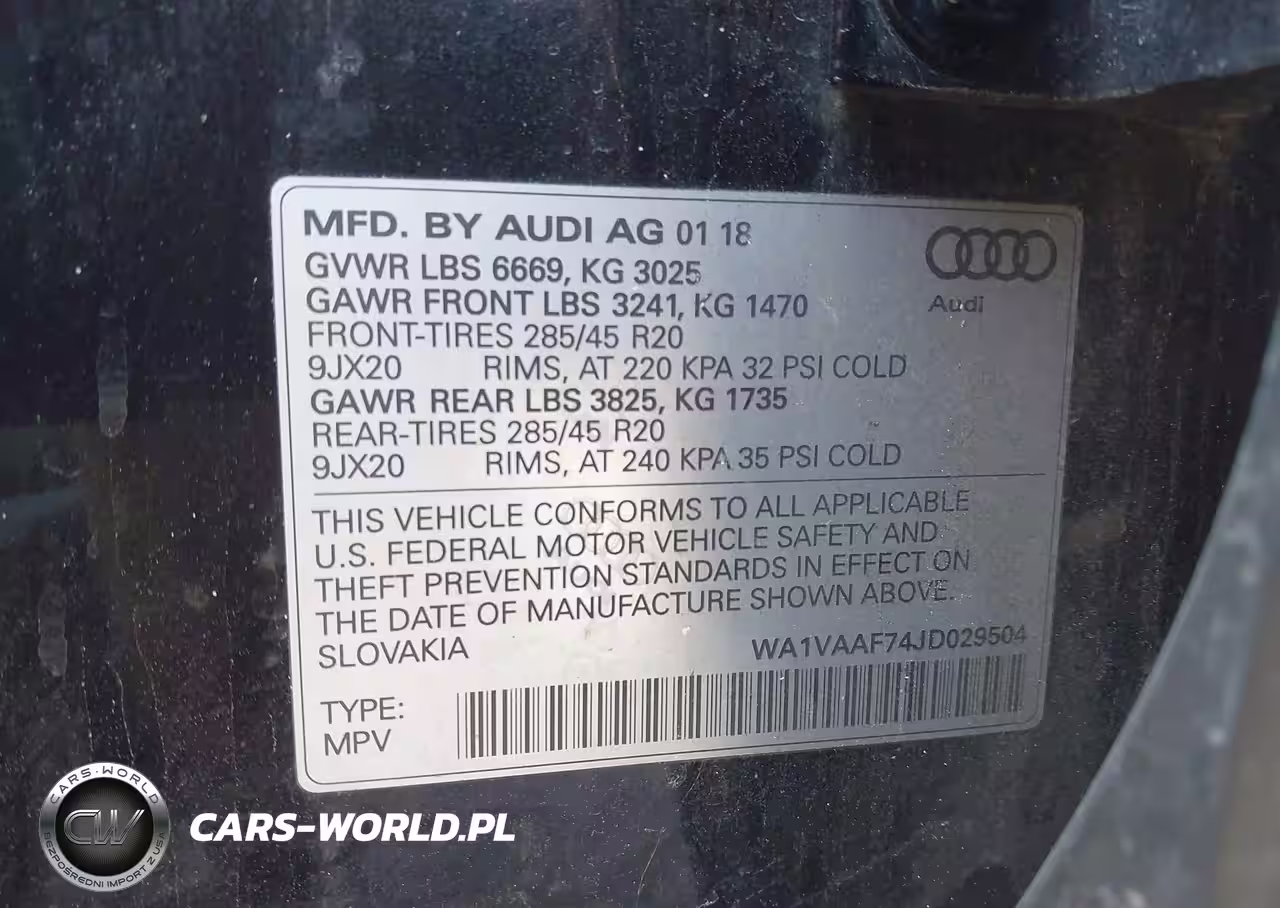 MFD. BY AUDI AG 01 18
GVWR LBS 6669, KG 3025
GAWR FRONT LBS 3241, KG 1470
FRONT-TIRES 285/45 R20
9JX20 RIMS, AT 220 KPA 32 PSI COLD
GAWR REAR LBS 3825, KG 1735
REAR-TIRES 285/45 R20
9JX20 RIMS, AT 240 KPA 35 PSI COLD
Audi
THIS VEHICLE CONFORMS TO ALL APPLICABLE
U.S. FEDERAL MOTOR VEHICLE SAFETY AND
THEFT PREVENTION STANDARDS IN EFFECT ON
THE DATE OF MANUFACTURE SHOWN ABOVE.
SLOVAKIA WA1VAAF74JD029504
TYPE:
MPV
CARS-WORLD
CW
BEZPOŚREDNI IMPORT Z USA
CARS-WORLD.PL